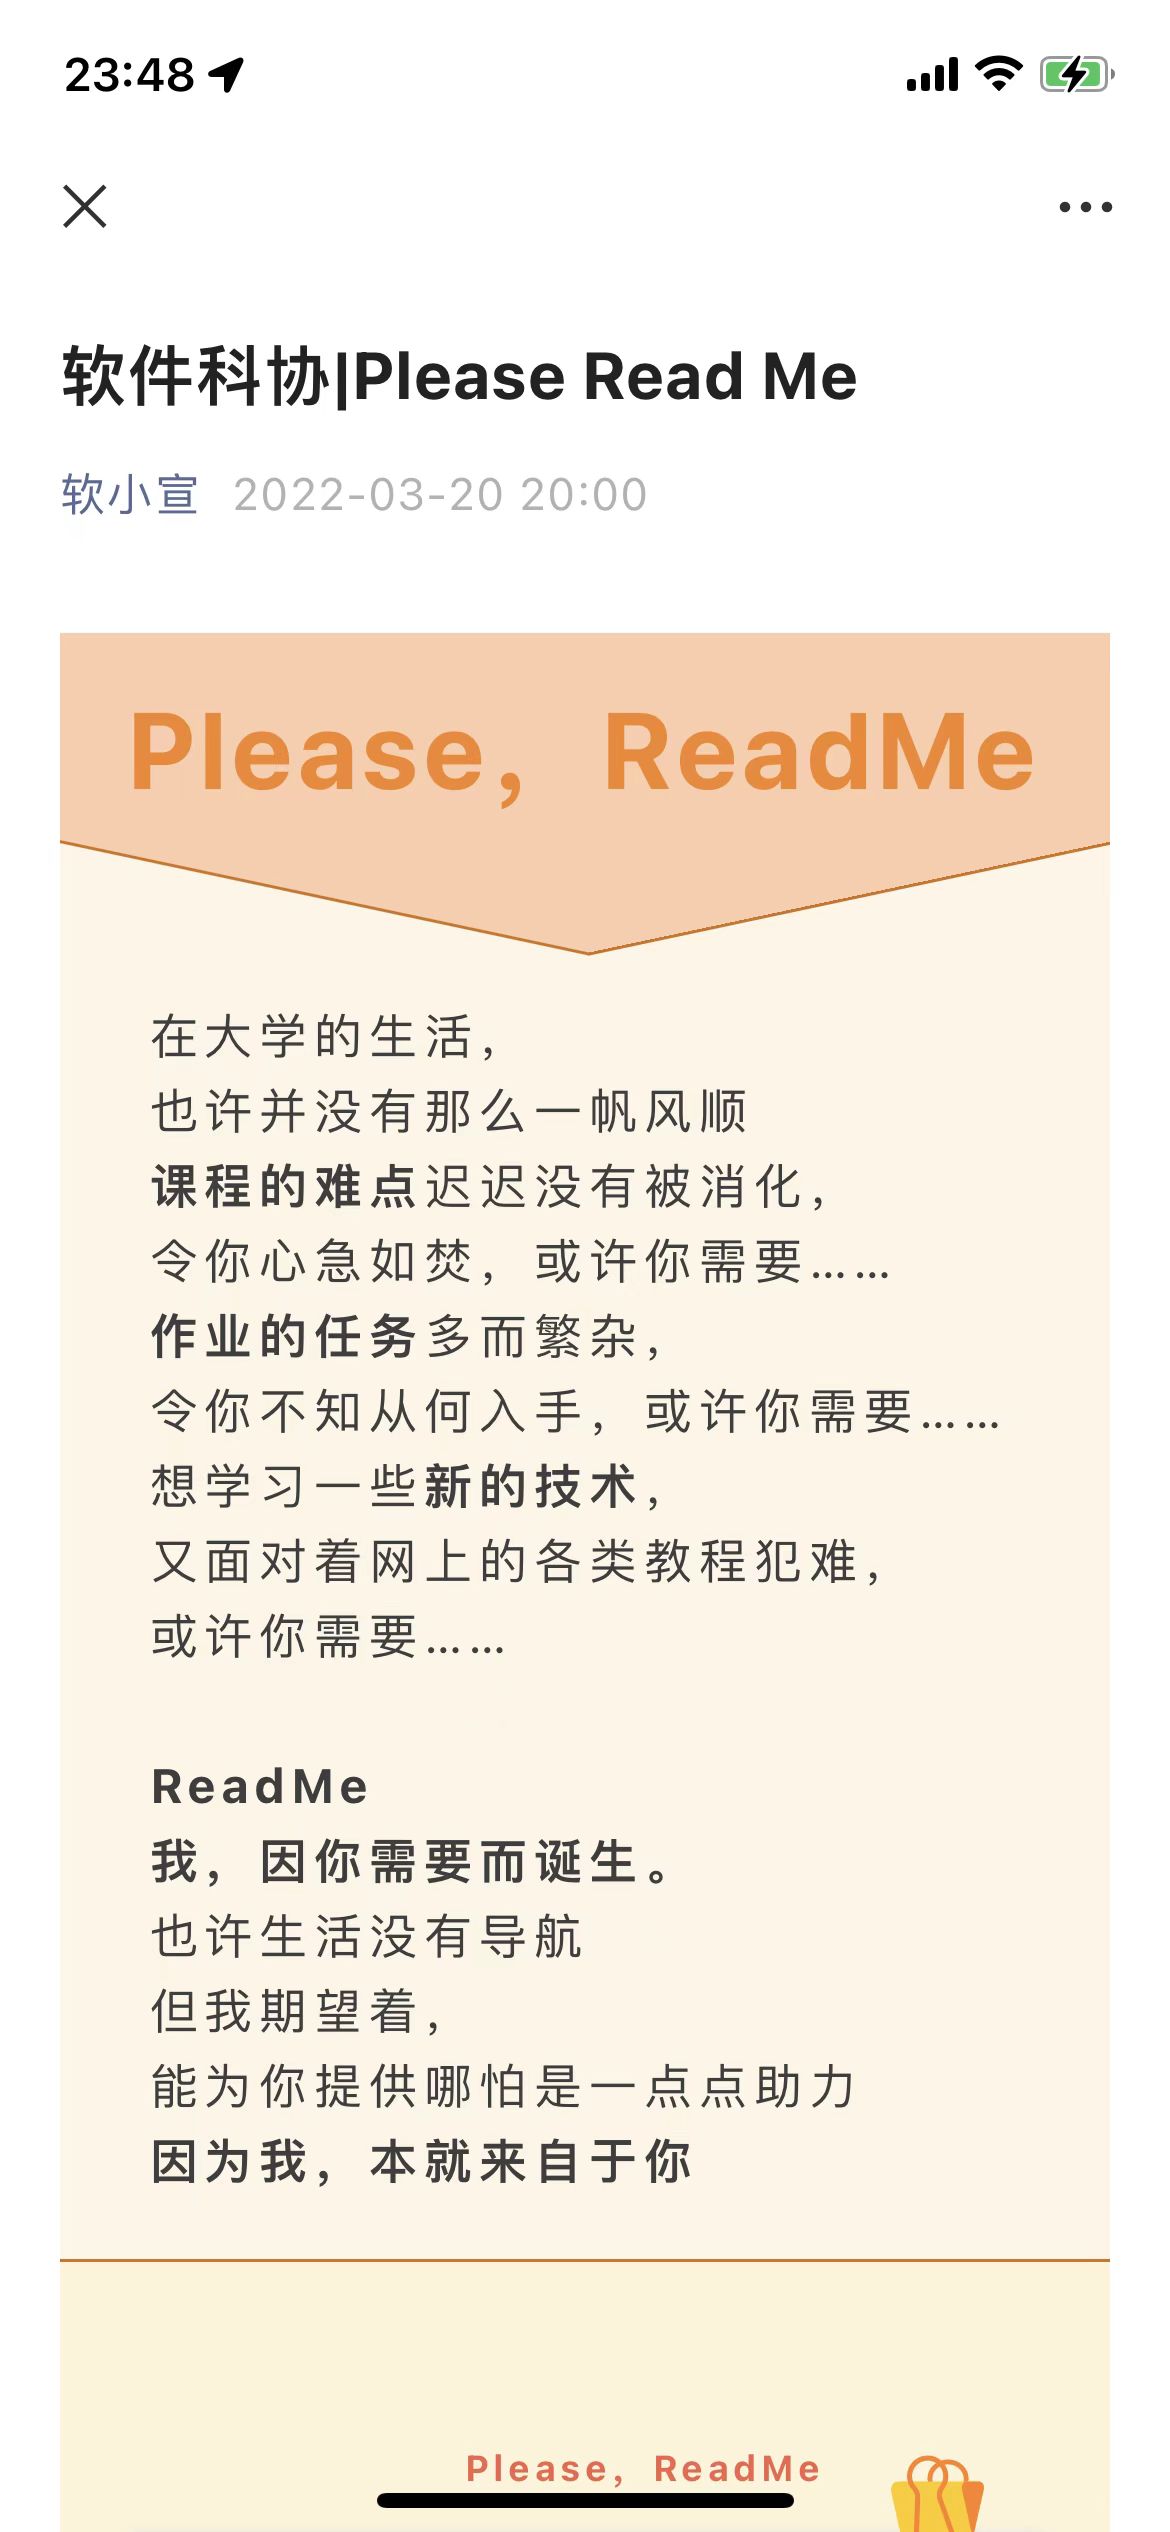 23:48
软件科协|Please Read Me
软小宣 2022-03-20 20:00
Please，ReadMe
在大学的生活，
也许并没有那么一帆风顺
课程的难点迟迟没有被消化，
令你心急如焚，或许你需要……
作业的任务多而繁杂，
令你不知从何入手，或许你需要……
想学习一些新的技术，
又面对着网上的各类教程犯难，
或许你需要……
ReadMe
我，因你需要而诞生。
也许生活没有导航
但我期望着，
能为你提供哪怕是一点点助力
因为我，本就来自于你
Please，ReadMe